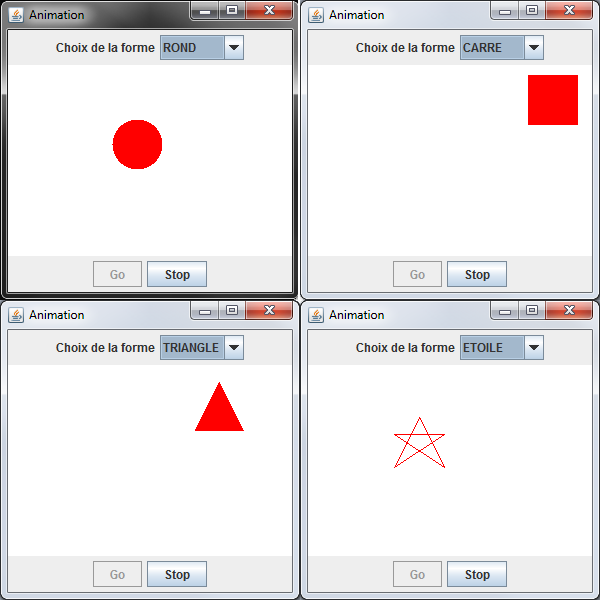 Animation
Choix de la forme ROND
Go Stop
Animation
Choix de la forme CARRE
Go Stop
Animation
Choix de la forme TRIANGLE
Go Stop
Animation
Choix de la forme ETOILE
Go Stop